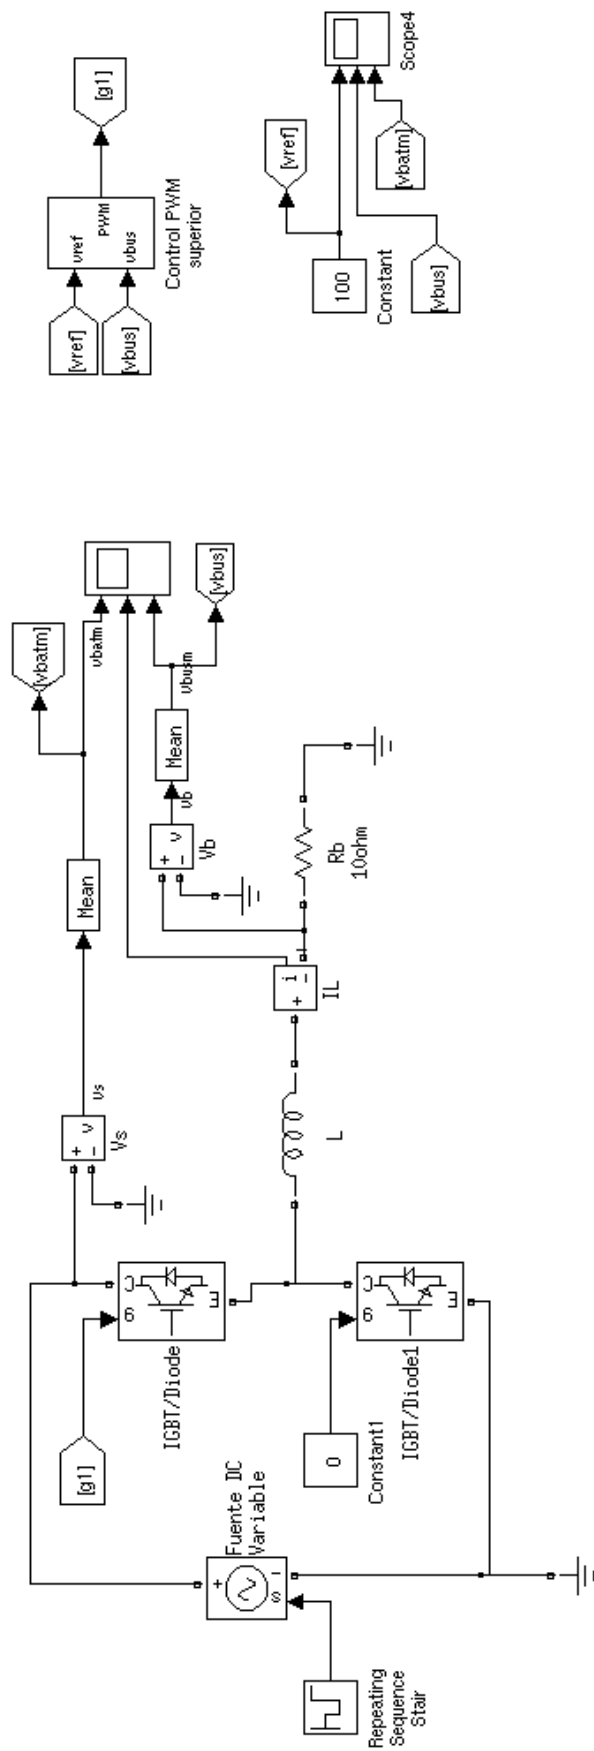 Repeating
Sequence
Stair
Fuente DC
Variable
s
+
−
[g1]
g
C
E
IGBT/Diode
0
Constant1
g
C
E
IGBT/Diode1
+
−
v
Vs
vs
Mean
[vbatm]
vbatm
L
+
i
−
IL
+
−
v
Vb
vb
Mean
vbusm
[vbus]
Rb
10ohm
[vref]
[vbus]
vref
vbus
PWM
Control PWM
superior
[g1]
100
Constant
[vref]
[vbus]
[vbatm]
Scope4